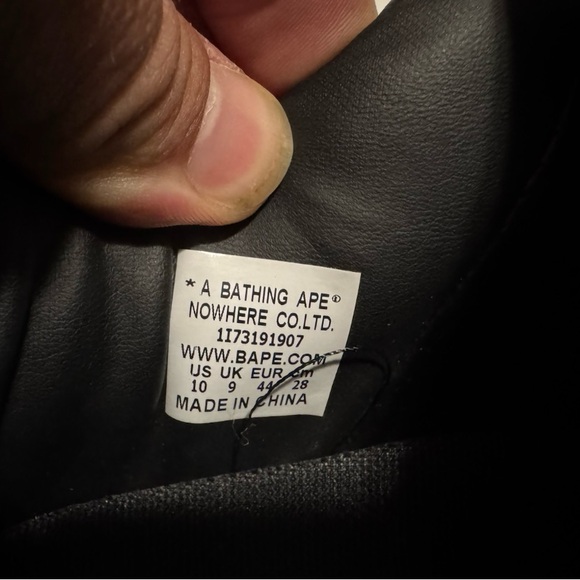 * A BATHING APE®
NOWHERE CO.LTD.
1I73191907
WWW.BAPE.COM
US UK EUR cm
10 9 44 28
MADE IN CHINA